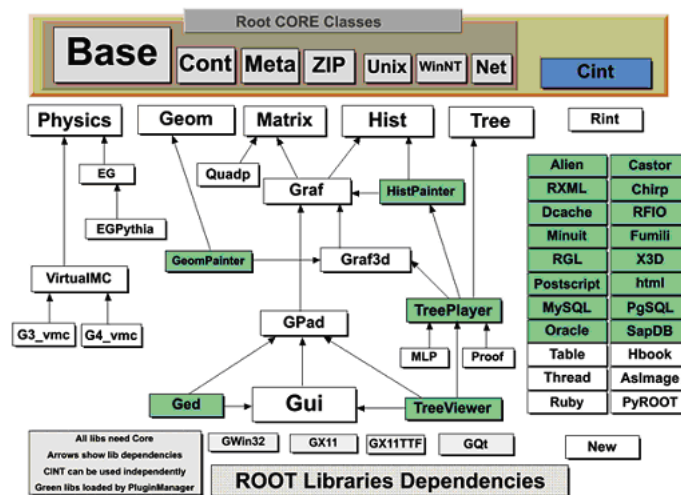 Root CORE Classes
Base
Cont
Meta
ZIP
Unix
WinNT
Net
Cint
Physics
Geom
Matrix
Hist
Tree
Rint
EG
Quadp
Graf
HistPainter
EGPythia
GeomPainter
Graf3d
VirtualMC
TreePlayer
G3_vmc
G4_vmc
GPad
MLP
Proof
Ged
Gui
TreeViewer
Alien
Castor
RXML
Chirp
Dcache
RFIO
Minuit
Fumili
RGL
X3D
Postscript
html
MySQL
PgSQL
Oracle
SapDB
Table
Hbook
Thread
AsImage
Ruby
PyROOT
All libs need Core
Arrows show lib dependencies
CINT can be used independently
Green libs loaded by PluginManager
GWin32
GX11
GX11TTF
GQt
New
ROOT Libraries Dependencies